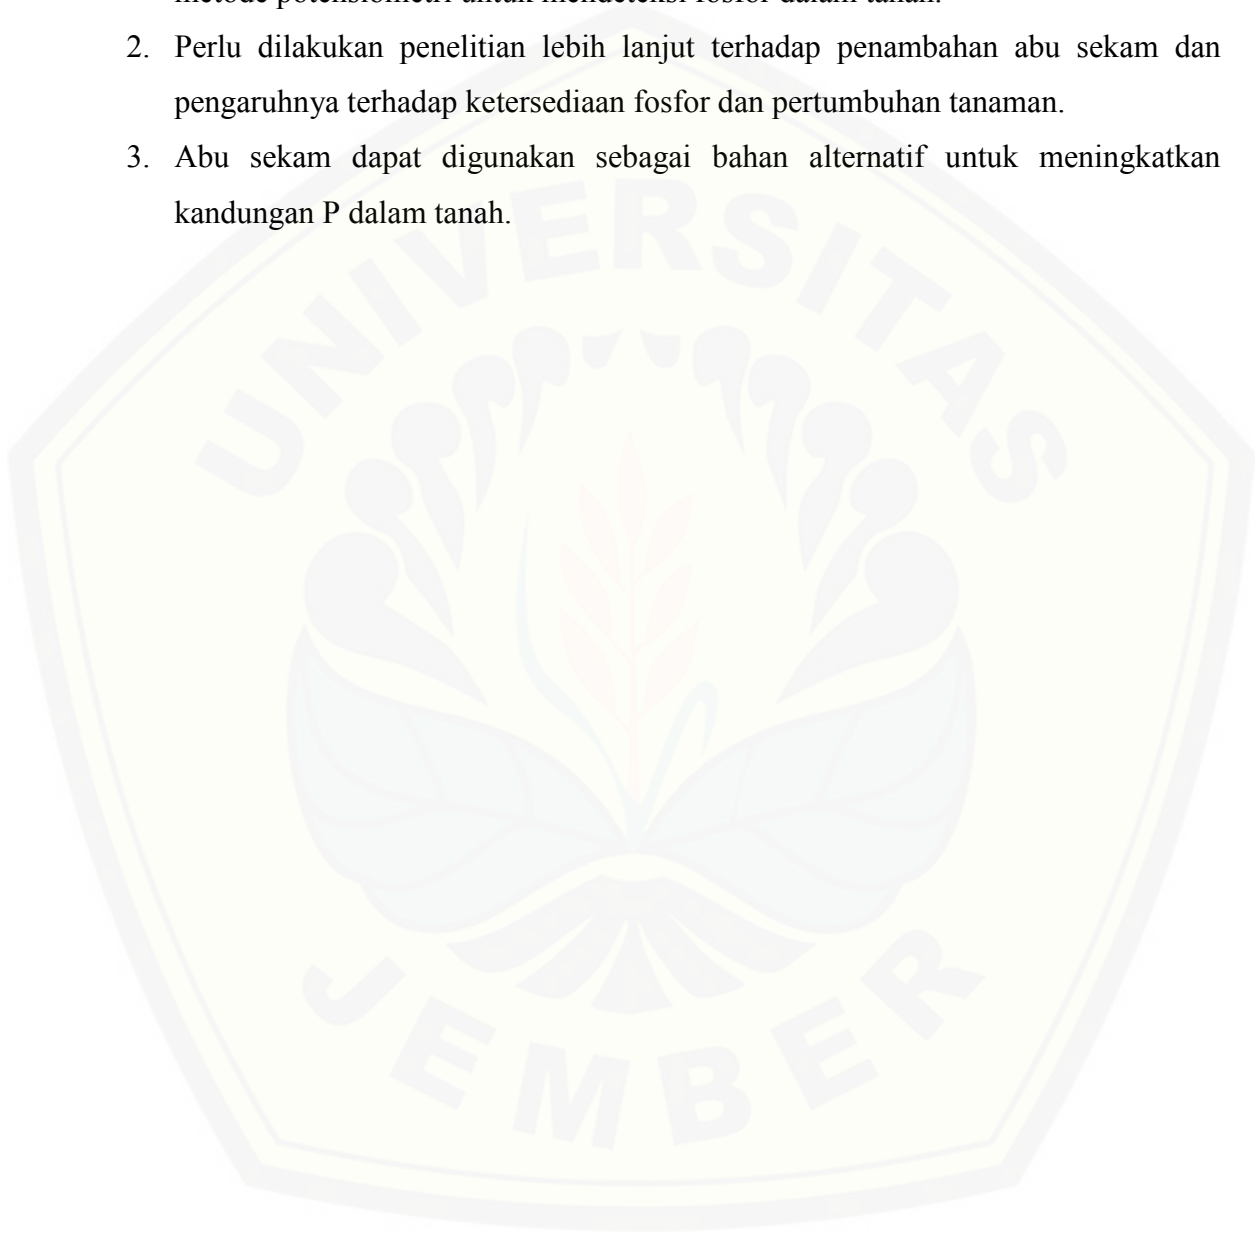 metode potensiometri untuk mendeteksi fosfor dalam tanah.
2. Perlu dilakukan penelitian lebih lanjut terhadap penambahan abu sekam dan
pengaruhnya terhadap ketersediaan fosfor dan pertumbuhan tanaman.
3. Abu sekam dapat digunakan sebagai bahan alternatif untuk meningkatkan
kandungan P dalam tanah.
UNIVERSITAS
JEMBER